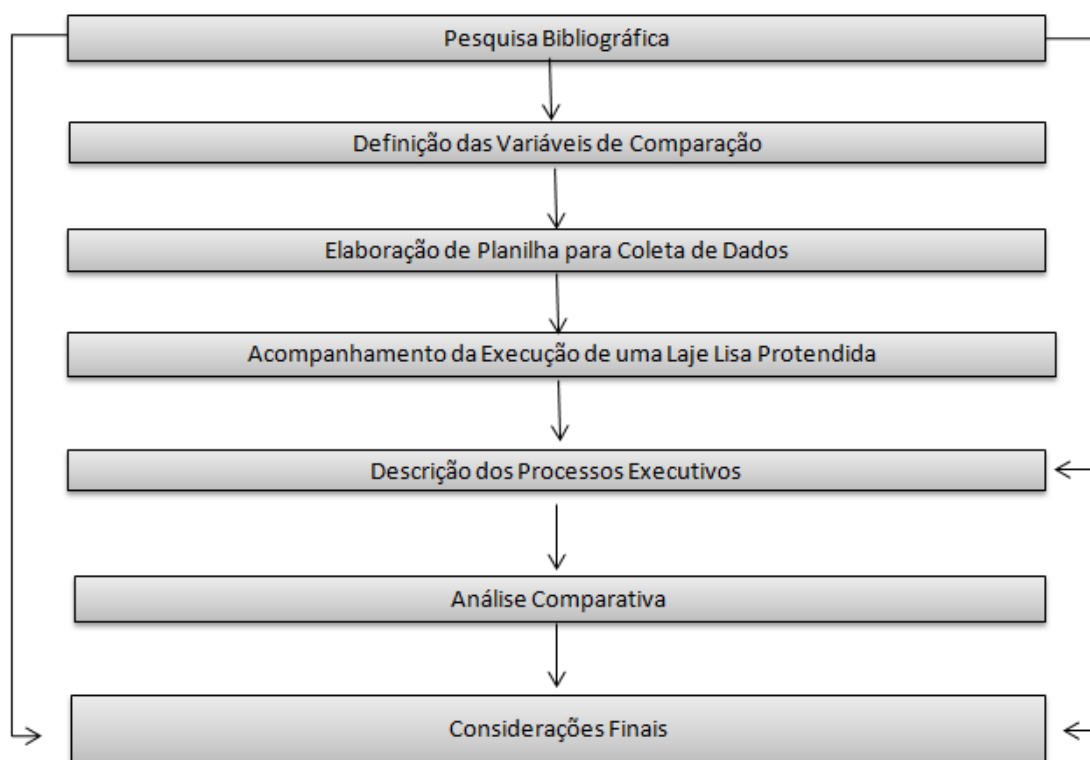 Pesquisa Bibliográfica
Definição das Variáveis de Comparação
Elaboração de Planilha para Coleta de Dados
Acompanhamento da Execução de uma Laje Lisa Protendida
Descrição dos Processos Executivos
Análise Comparativa
Considerações Finais